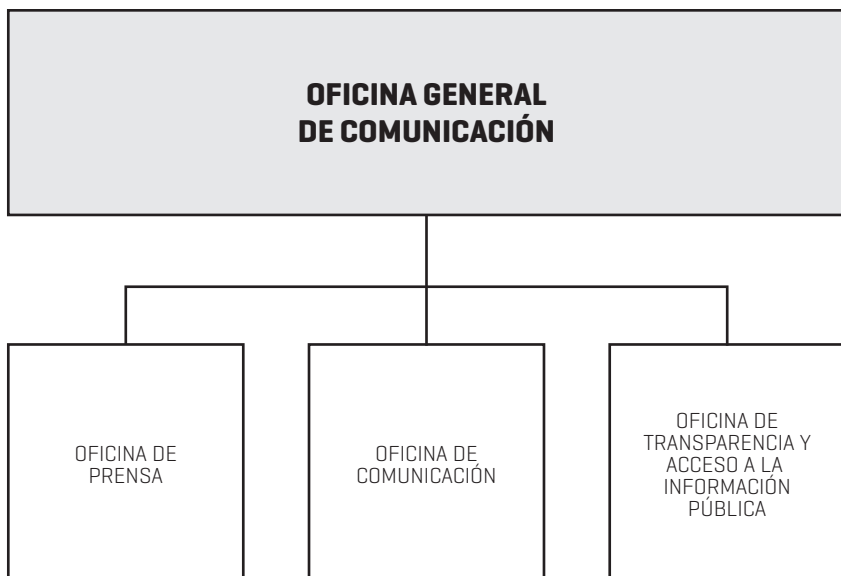 OFICINA GENERAL
DE COMUNICACIÓN
OFICINA DE
PRENSA
OFICINA DE
COMUNICACIÓN
OFICINA DE
TRANSPARENCIA Y
ACCESO A LA
INFORMACIÓN
PÚBLICA